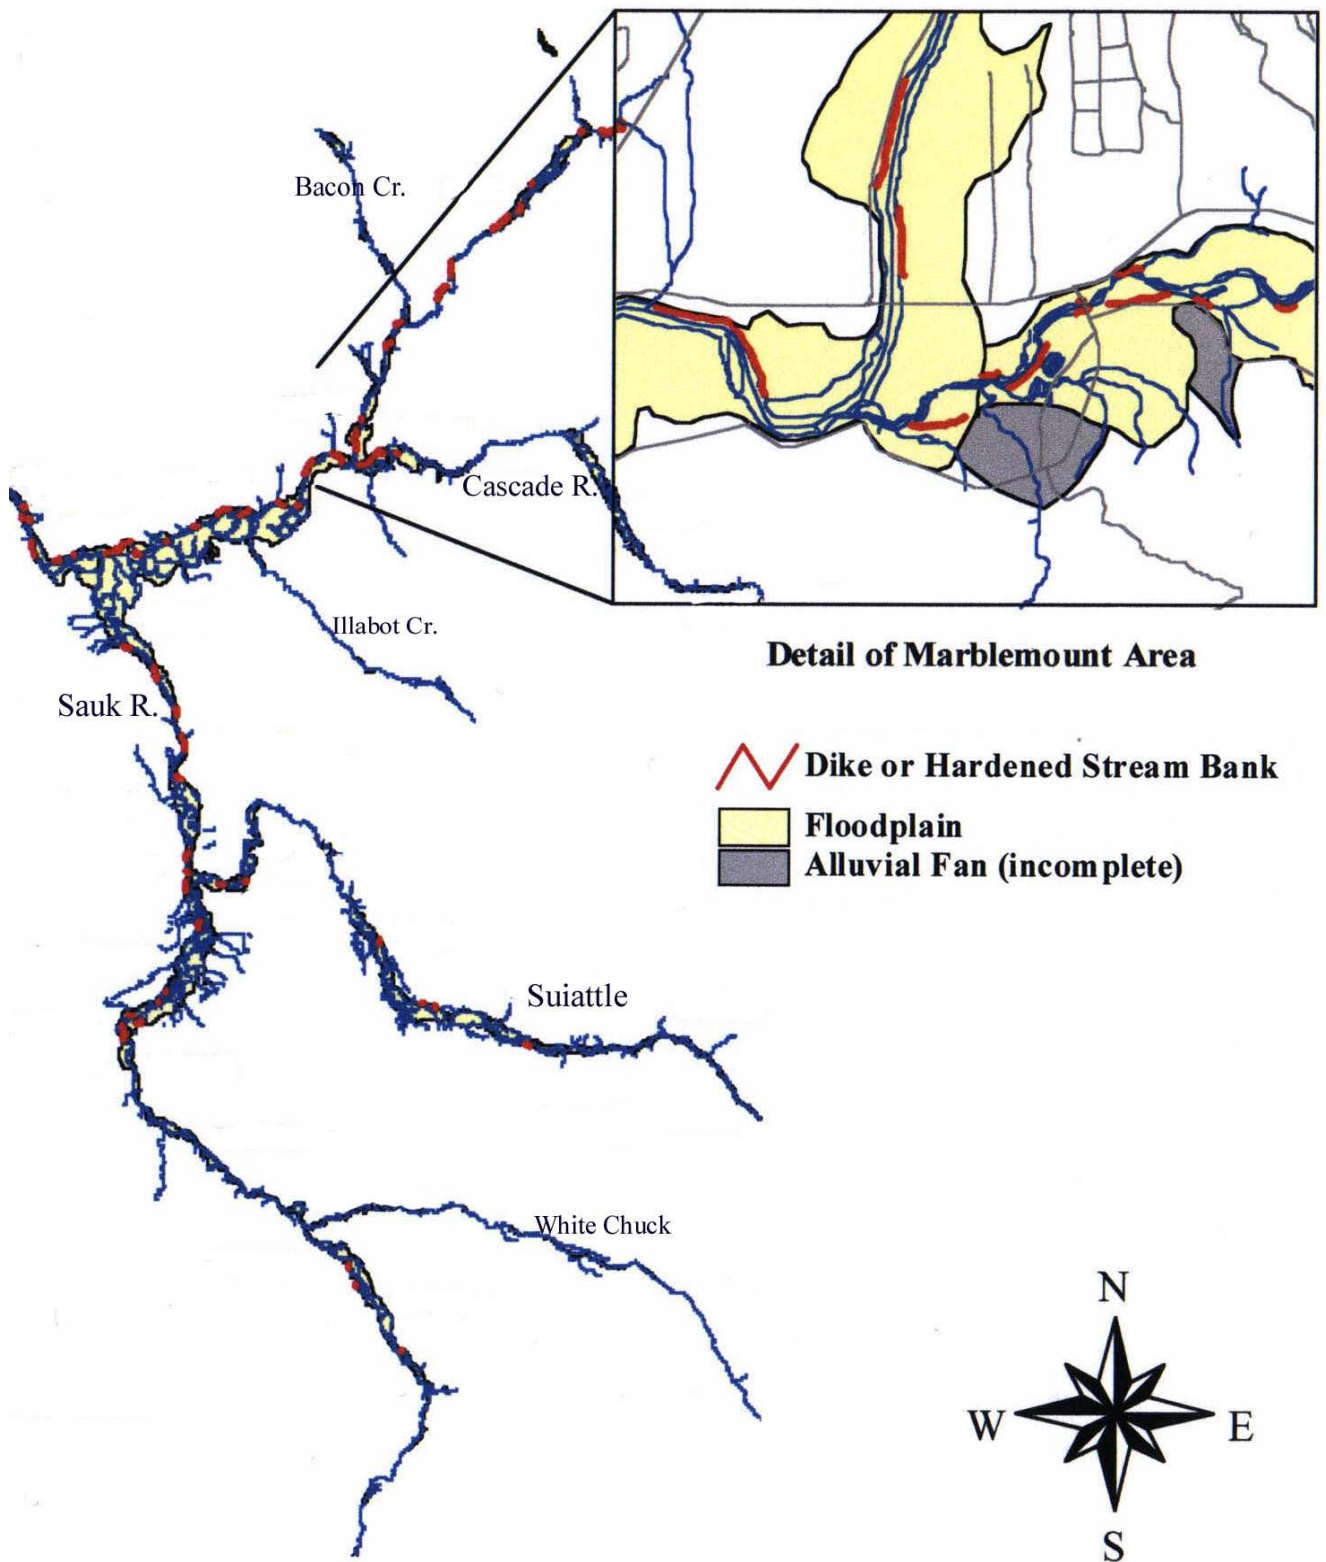 Bacon Cr.
Cascade R.
Illabot Cr.
Detail of Marblemount Area
Sauk R.
Dike or Hardened Stream Bank
Floodplain
Alluvial Fan (incomplete)
Suiattle
White Chuck
N
W
E
S